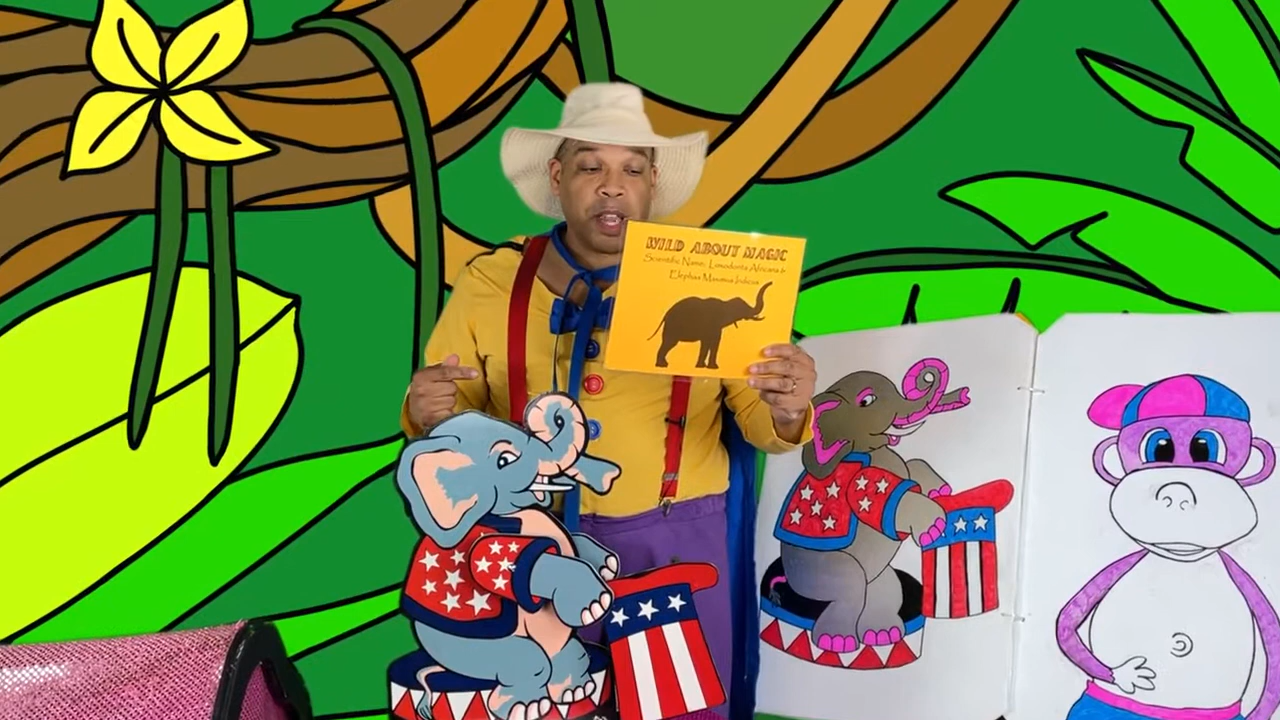 WILD ABOUT MAGIC
Scientific Name: Loxodonta Africana &
Elephas Maximus Indicus